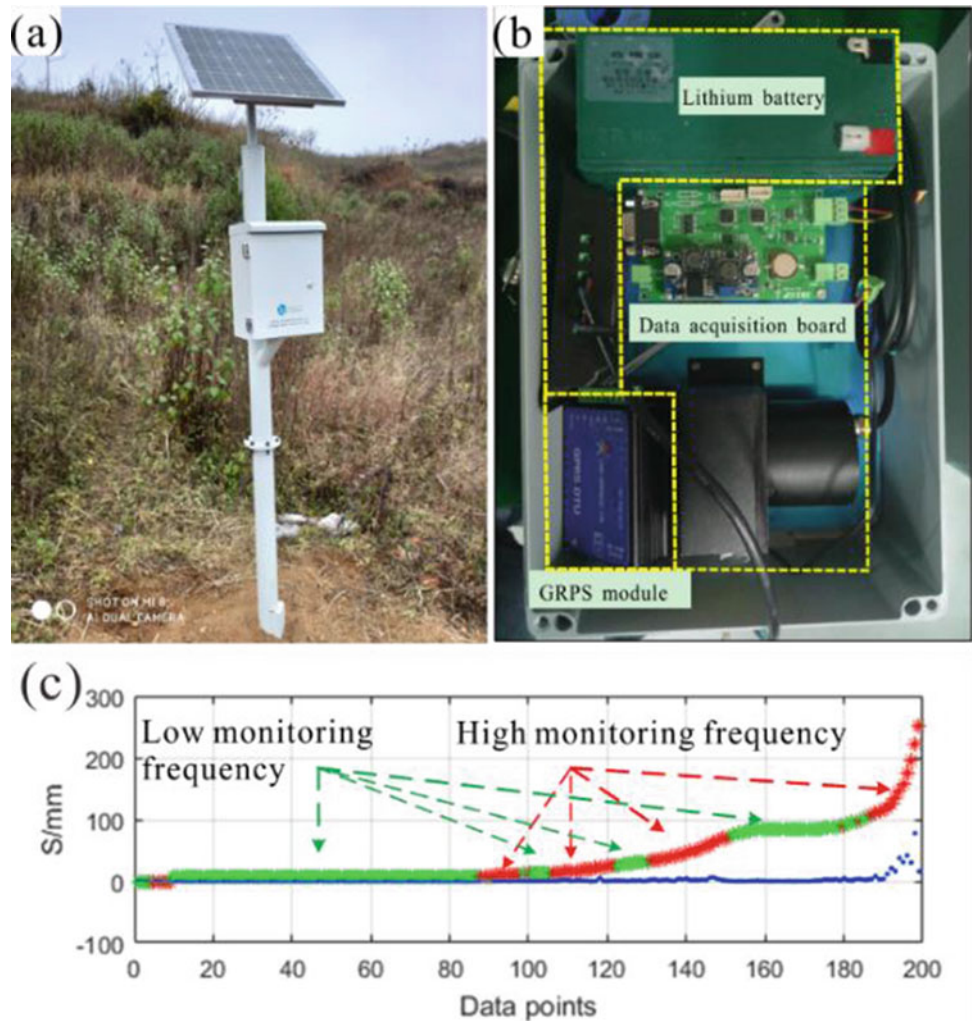 (a)
SHOT ON MI 8
AI DUAL CAMERA
(b)
Lithium battery
Data acquisition board
GPRS DTU
GRPS module
(c)
Low monitoring
frequency
High monitoring frequency
S/mm
300
200
100
0
-100
0 20 40 60 80 100 120 140 160 180 200
Data points